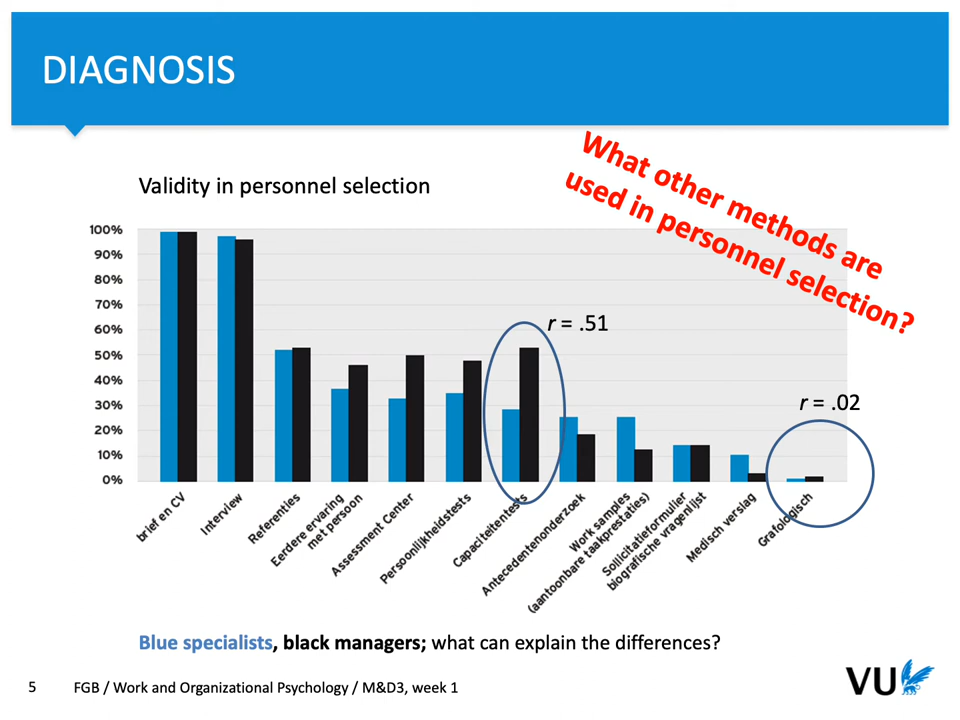 DIAGNOSIS
What other methods are
used in personnel selection?
Validity in personnel selection
100%
90%
80%
70%
60%
50%
40%
30%
20%
10%
0%
r = .51
r = .02
brief en CV
Interview
Referenties
Eerdere ervaring
met persoon
Assessment Center
Persoonlijkheidstests
Capaciteitentests
Antecedentenonderzoek
Work samples
(aantoonbare taakprestaties)
Sollicitatieformulier
biografische vragenlijst
Medisch verslag
Grafologisch
Blue specialists, black managers; what can explain the differences?
5
FGB / Work and Organizational Psychology / M&D3, week 1
VU